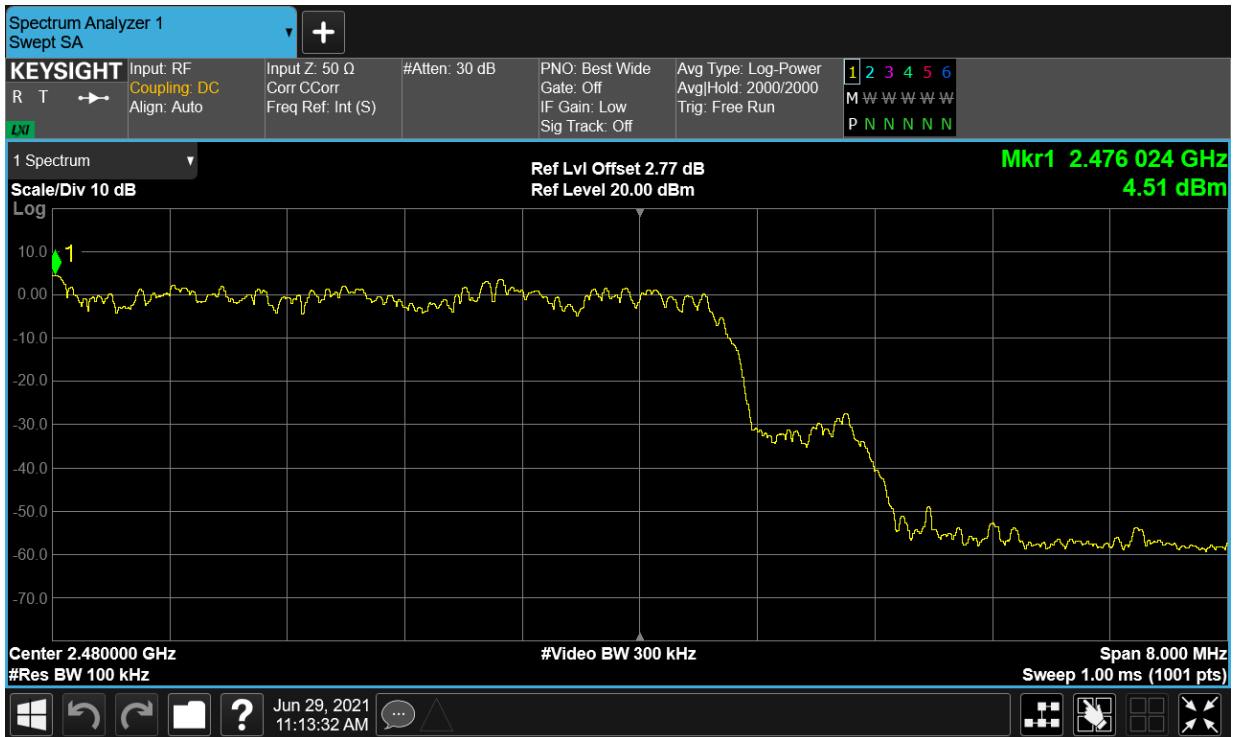 Spectrum Analyzer 1
Swept SA
KEYSIGHT
R T
LXI
Input: RF
Coupling: DC
Align: Auto
Input Z: 50 Ω
Corr CCorr
Freq Ref: Int (S)
#Atten: 30 dB
PNO: Best Wide
Gate: Off
IF Gain: Low
Sig Track: Off
Avg Type: Log-Power
Avg|Hold: 2000/2000
Trig: Free Run
1 2 3 4 5 6
M W W W W W
P N N N N N
1 Spectrum
Scale/Div 10 dB
Log
Ref Lvl Offset 2.77 dB
Ref Level 20.00 dBm
Mkr1 2.476 024 GHz
4.51 dBm
1
10.0
0.00
-10.0
-20.0
-30.0
-40.0
-50.0
-60.0
-70.0
Center 2.480000 GHz
#Res BW 100 kHz
#Video BW 300 kHz
Span 8.000 MHz
Sweep 1.00 ms (1001 pts)
?
Jun 29, 2021
11:13:32 AM